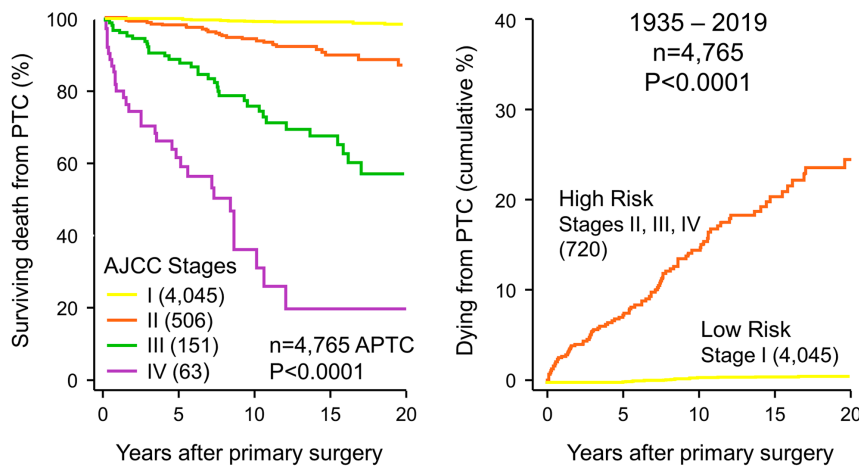 Surviving death from PTC (%)
100
80
60
40
20
0
AJCC Stages
I (4,045)
II (506)
III (151)
IV (63)
n=4,765 APTC
P<0.0001
0 5 10 15 20
Years after primary surgery
Dying from PTC (cumulative %)
40
30
20
10
0
1935 – 2019
n=4,765
P<0.0001
High Risk
Stages II, III, IV
(720)
Low Risk
Stage I (4,045)
0 5 10 15 20
Years after primary surgery